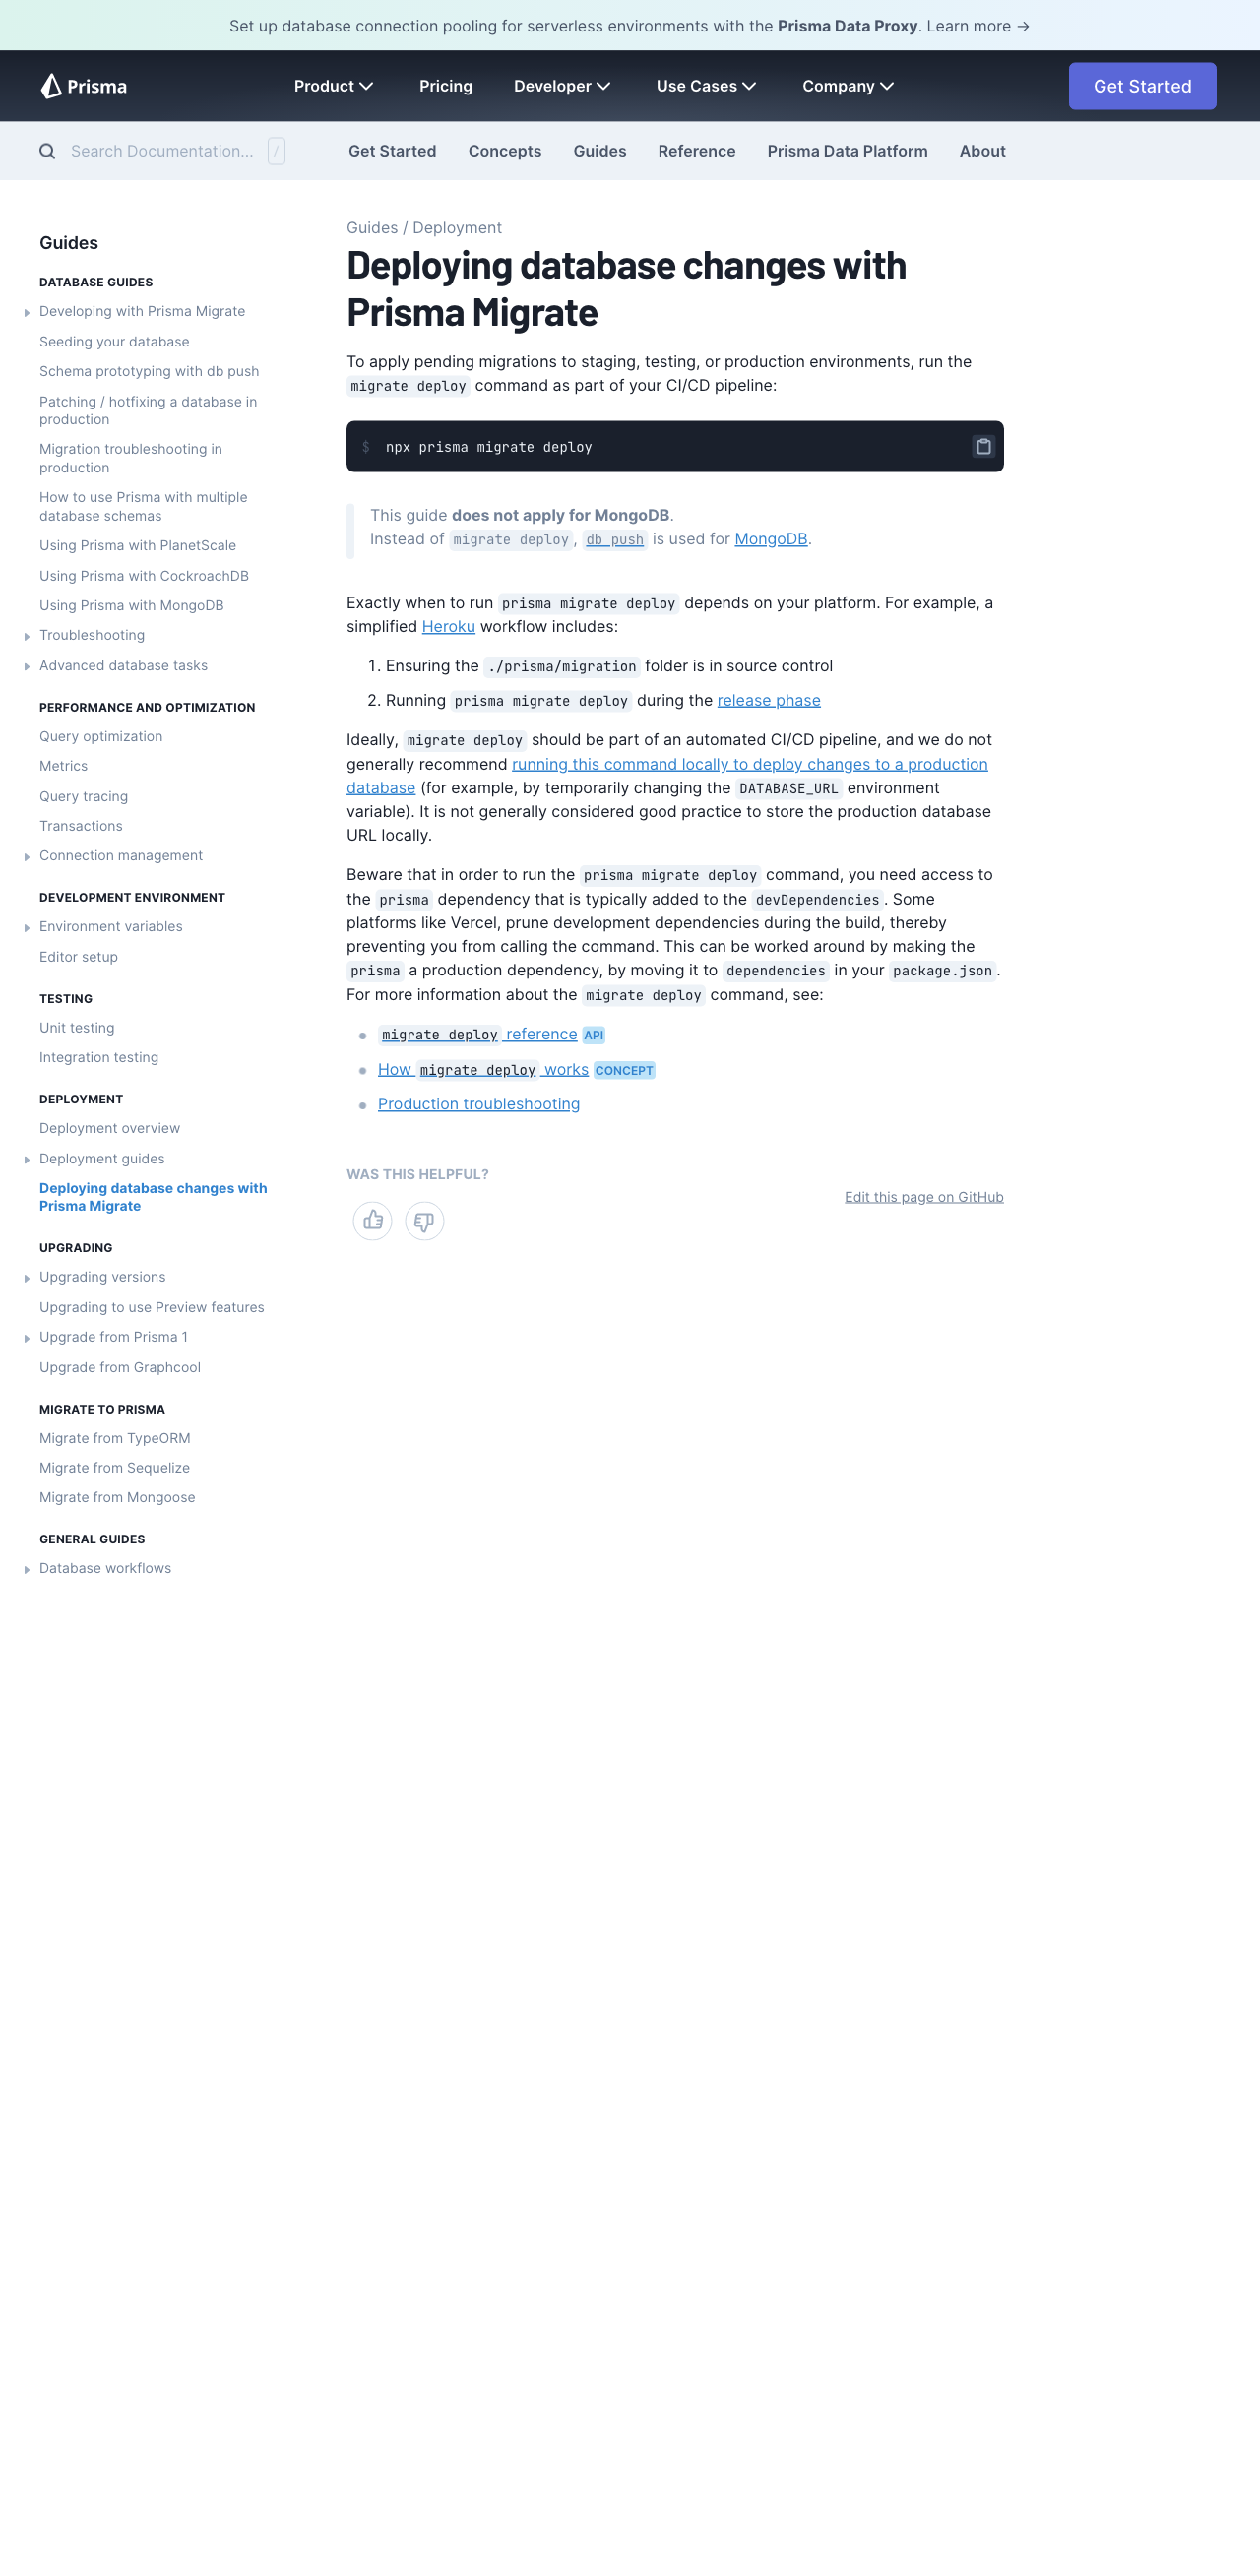 Set up database connection pooling for serverless environments with the Prisma Data Proxy. Learn more →
Prisma
Product
Pricing
Developer
Use Cases
Company
Get Started
Search Documentation...
/
Get Started
Concepts
Guides
Reference
Prisma Data Platform
About
Guides
DATABASE GUIDES
Developing with Prisma Migrate
Seeding your database
Schema prototyping with db push
Patching / hotfixing a database in
production
Migration troubleshooting in
production
How to use Prisma with multiple
database schemas
Using Prisma with PlanetScale
Using Prisma with CockroachDB
Using Prisma with MongoDB
Troubleshooting
Advanced database tasks
PERFORMANCE AND OPTIMIZATION
Query optimization
Metrics
Query tracing
Transactions
Connection management
DEVELOPMENT ENVIRONMENT
Environment variables
Editor setup
TESTING
Unit testing
Integration testing
DEPLOYMENT
Deployment overview
Deployment guides
Deploying database changes with
Prisma Migrate
UPGRADING
Upgrading versions
Upgrading to use Preview features
Upgrade from Prisma 1
Upgrade from Graphcool
MIGRATE TO PRISMA
Migrate from TypeORM
Migrate from Sequelize
Migrate from Mongoose
GENERAL GUIDES
Database workflows
Guides / Deployment
Deploying database changes with
Prisma Migrate
To apply pending migrations to staging, testing, or production environments, run the
migrate deploy command as part of your CI/CD pipeline:
$ npx prisma migrate deploy
This guide does not apply for MongoDB.
Instead of migrate deploy, db push is used for MongoDB.
Exactly when to run prisma migrate deploy depends on your platform. For example, a
simplified Heroku workflow includes:
1. Ensuring the ./prisma/migration folder is in source control
2. Running prisma migrate deploy during the release phase
Ideally, migrate deploy should be part of an automated CI/CD pipeline, and we do not
generally recommend running this command locally to deploy changes to a production
database (for example, by temporarily changing the DATABASE_URL environment
variable). It is not generally considered good practice to store the production database
URL locally.
Beware that in order to run the prisma migrate deploy command, you need access to
the prisma dependency that is typically added to the devDependencies. Some
platforms like Vercel, prune development dependencies during the build, thereby
preventing you from calling the command. This can be worked around by making the
prisma a production dependency, by moving it to dependencies in your package.json.
For more information about the migrate deploy command, see:
migrate deploy reference API
How migrate deploy works CONCEPT
Production troubleshooting
WAS THIS HELPFUL?
Edit this page on GitHub